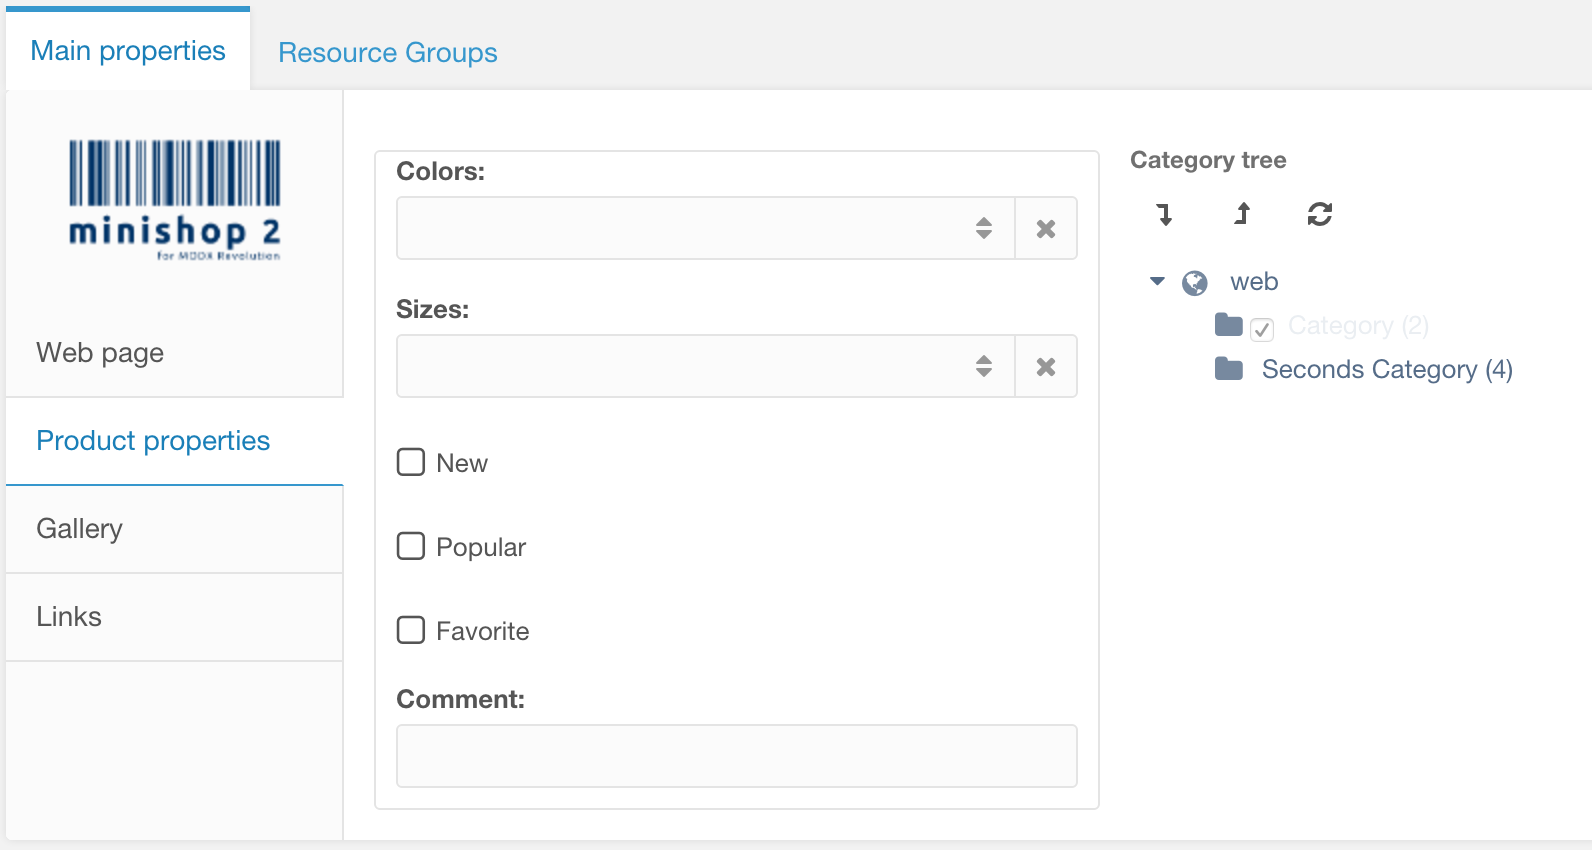 Main properties
Resource Groups
minishop 2
for MODX Revolution
Web page
Product properties
Gallery
Links
Colors:
Sizes:
New
Popular
Favorite
Comment:
Category tree
web
Category (2)
Seconds Category (4)